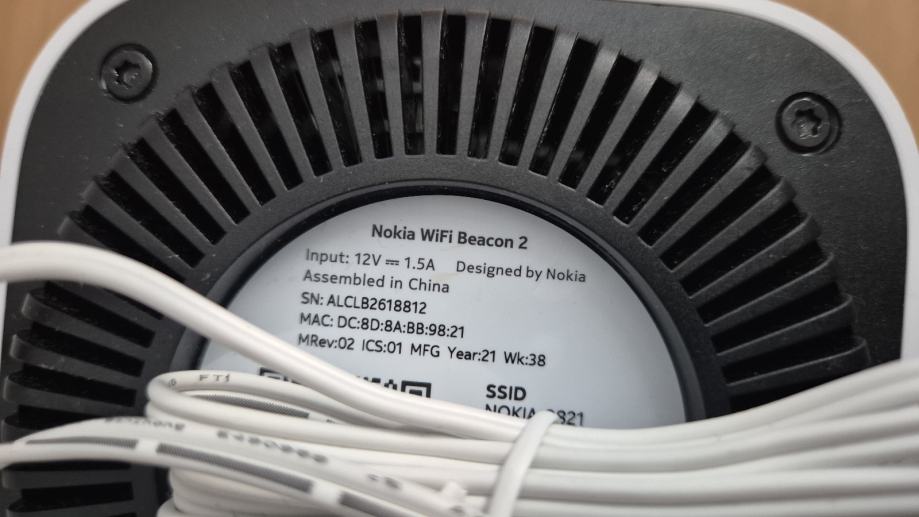 Nokia WiFi Beacon 2
Input: 12V ⎓ 1.5A Designed by Nokia
Assembled in China
SN: ALCLB2618812
MAC: DC:8D:8A:BB:98:21
MRev:02 ICS:01 MFG Year:21 Wk:38
SSID